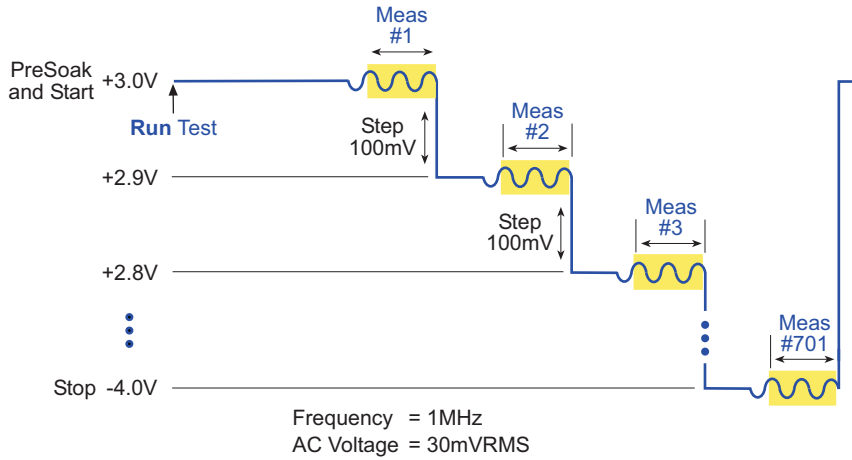 Meas
#1
PreSoak
and Start
+3.0V
Run Test
Step
100mV
Meas
#2
+2.9V
Step
100mV
Meas
#3
+2.8V
Meas
#701
Stop -4.0V
Frequency = 1MHz
AC Voltage = 30mVRMS